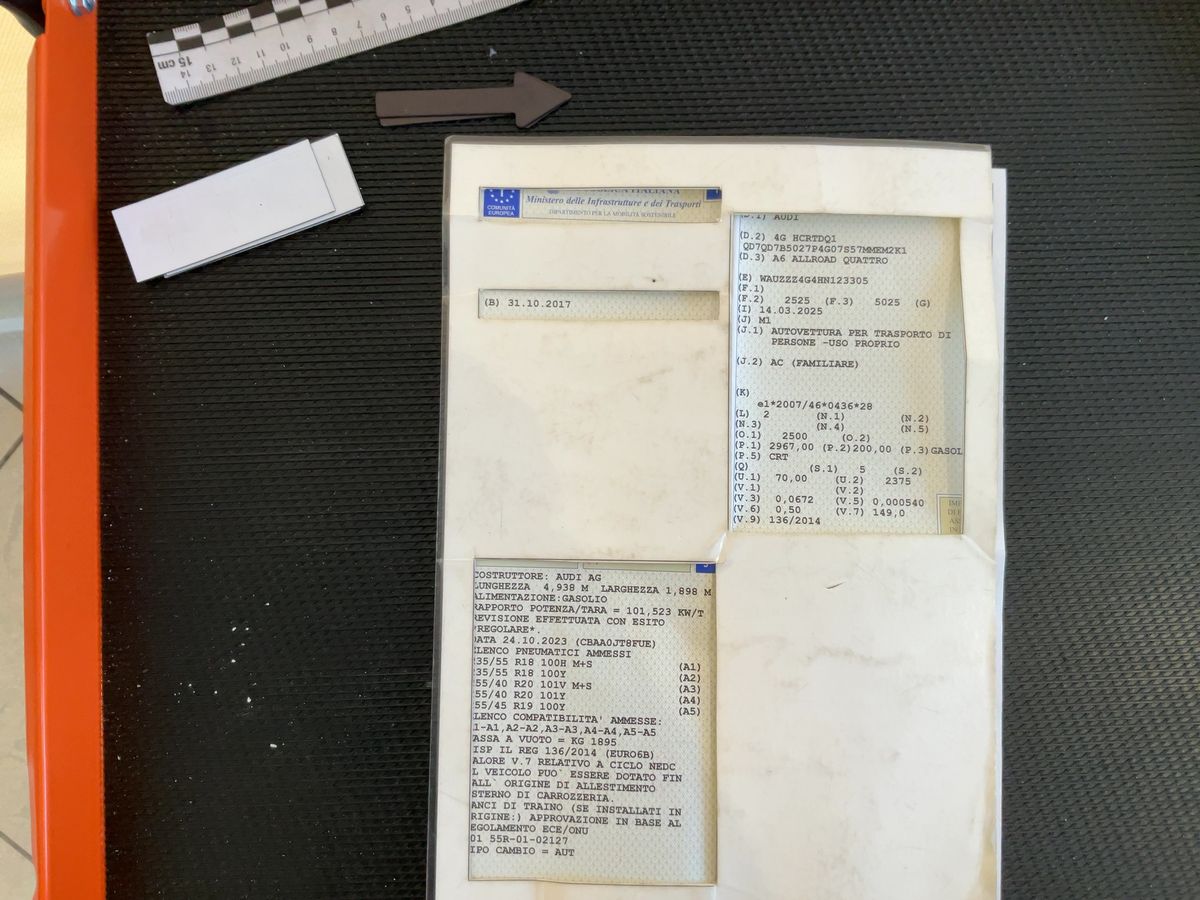 15 cm 14 13 12 11 10 9 8 7 6 5 4
COMUNITÀ
EUROPEA
REPUBBLICA ITALIANA
Ministero delle Infrastrutture e dei Trasporti
DIPARTIMENTO PER LA MOBILITÀ SOSTENIBILE
(B) 31.10.2017
(D.1) AUDI
(D.2) 4G HCRTDQ1
QD7QD7B5027P4G07S57MMEM2K1
(D.3) A6 ALLROAD QUATTRO
(E) WAUZZZ4G4HN123305
(F.1)
(F.2) 2525 (F.3) 5025 (G)
(I) 14.03.2025
(J) M1
(J.1) AUTOVETTURA PER TRASPORTO DI
PERSONE -USO PROPRIO
(J.2) AC (FAMILIARE)
(K)
e1*2007/46*0436*28
(L) 2 (N.1) (N.2)
(N.3) (N.4) (N.5)
(O.1) 2500 (O.2)
(P.1) 2967,00 (P.2)200,00 (P.3)GASOL
(P.5) CRT
(Q) (S.1) 5 (S.2)
(U.1) 70,00 (U.2) 2375
(V.1) (V.2)
(V.3) 0,0672 (V.5) 0,000540
(V.6) 0,50 (V.7) 149,0
(V.9) 136/2014
COSTRUTTORE: AUDI AG
LUNGHEZZA 4,938 M LARGHEZZA 1,898 M
ALIMENTAZIONE:GASOLIO
RAPPORTO POTENZA/TARA = 101,523 KW/T
REVISIONE EFFETTUATA CON ESITO
*REGOLARE*.
DATA 24.10.2023 (CBAA0JT8FUE)
ELENCO PNEUMATICI AMMESSI
35/55 R18 100H M+S (A1)
35/55 R18 100Y (A2)
55/40 R20 101V M+S (A3)
55/40 R20 101Y (A4)
55/45 R19 100Y (A5)
LENCO COMPATIBILITA' AMMESSE:
1-A1,A2-A2,A3-A3,A4-A4,A5-A5
ASSA A VUOTO = KG 1895
ISP IL REG 136/2014 (EURO6B)
ALORE V.7 RELATIVO A CICLO NEDC
L VEICOLO PUO` ESSERE DOTATO FIN
ALL` ORIGINE DI ALLESTIMENTO
STERNO DI CARROZZERIA.
ANCI DI TRAINO (SE INSTALLATI IN
RIGINE:) APPROVAZIONE IN BASE AL
EGOLAMENTO ECE/ONU
01 55R-01-02127
IPO CAMBIO = AUT